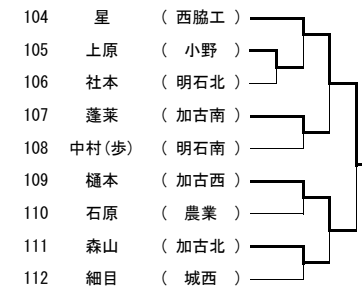 104 星 ( 西脇工 )
105 上原 ( 小野 )
106 社本 ( 明石北 )
107 蓬莱 ( 加古南 )
108 中村(歩) ( 明石南 )
109 樋本 ( 加古西 )
110 石原 ( 農業 )
111 森山 ( 加古北 )
112 細目 ( 城西 )